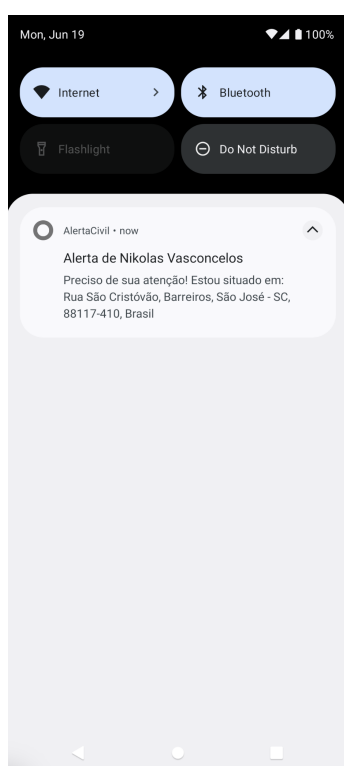 Mon, Jun 19
100%
Internet
Bluetooth
Flashlight
Do Not Disturb
AlertaCivil • now
Alerta de Nikolas Vasconcelos
Preciso de sua atenção! Estou situado em:
Rua São Cristóvão, Barreiros, São José - SC,
88117-410, Brasil